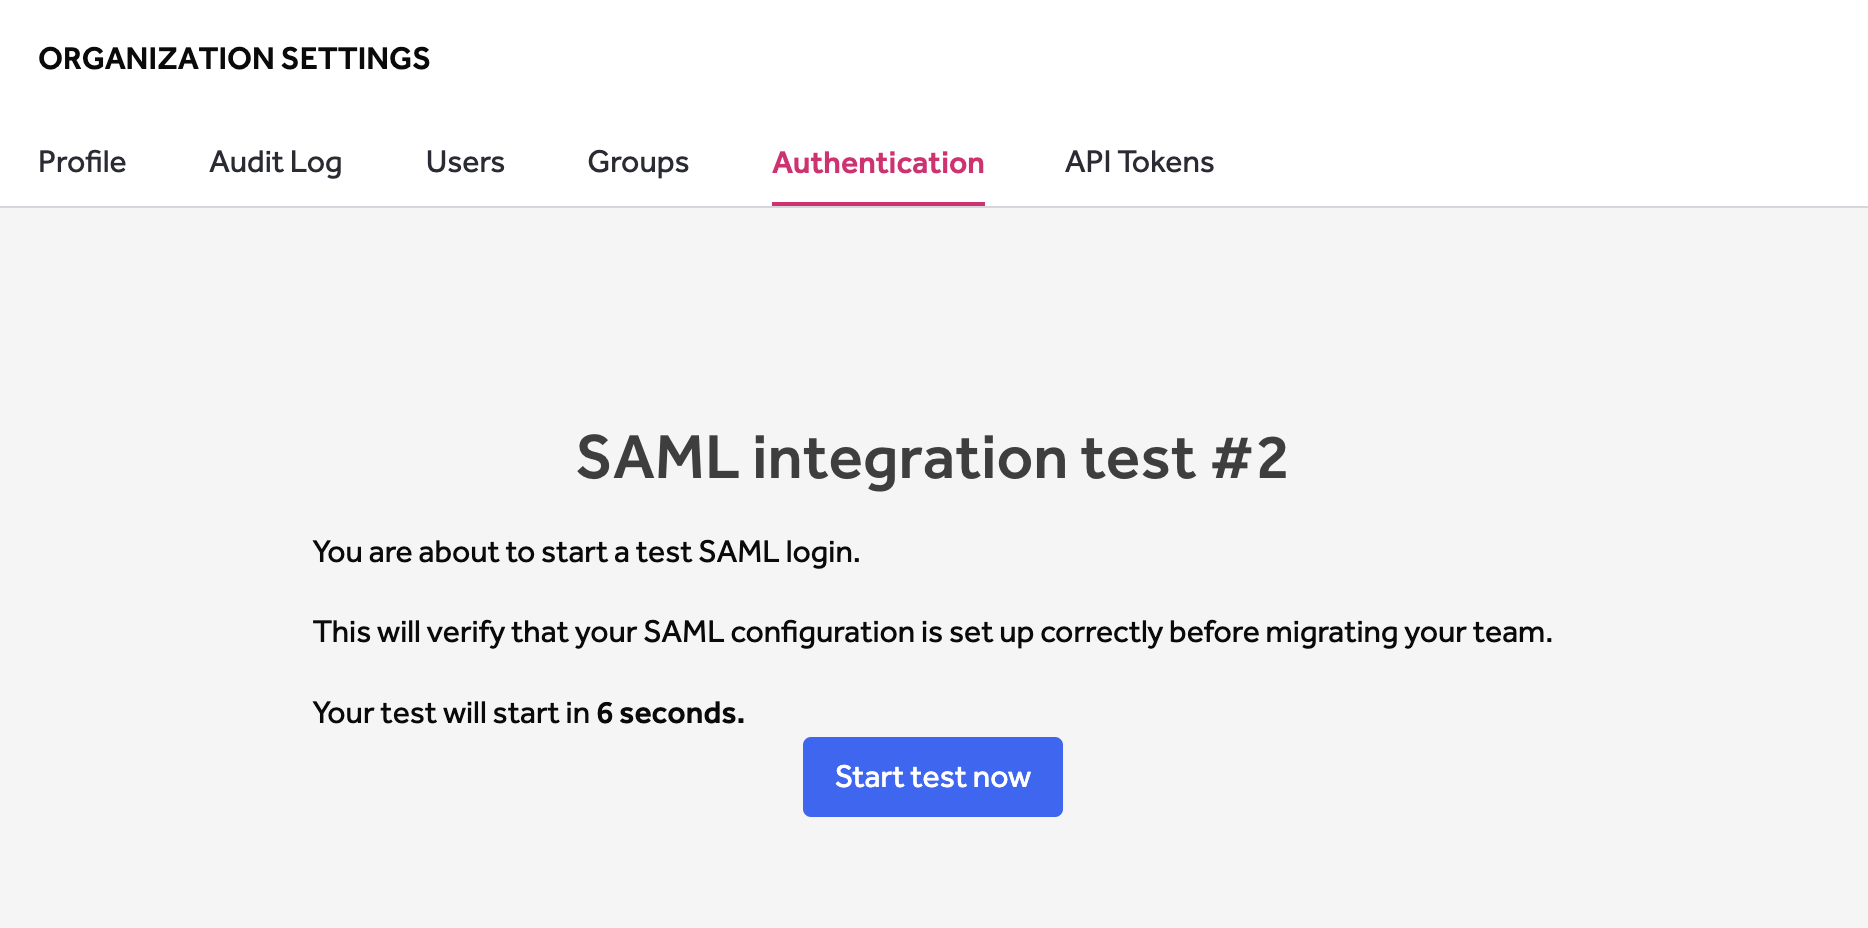 ORGANIZATION SETTINGS
Profile Audit Log Users Groups Authentication API Tokens
SAML integration test #2
You are about to start a test SAML login.
This will verify that your SAML configuration is set up correctly before migrating your team.
Your test will start in 6 seconds.
Start test now